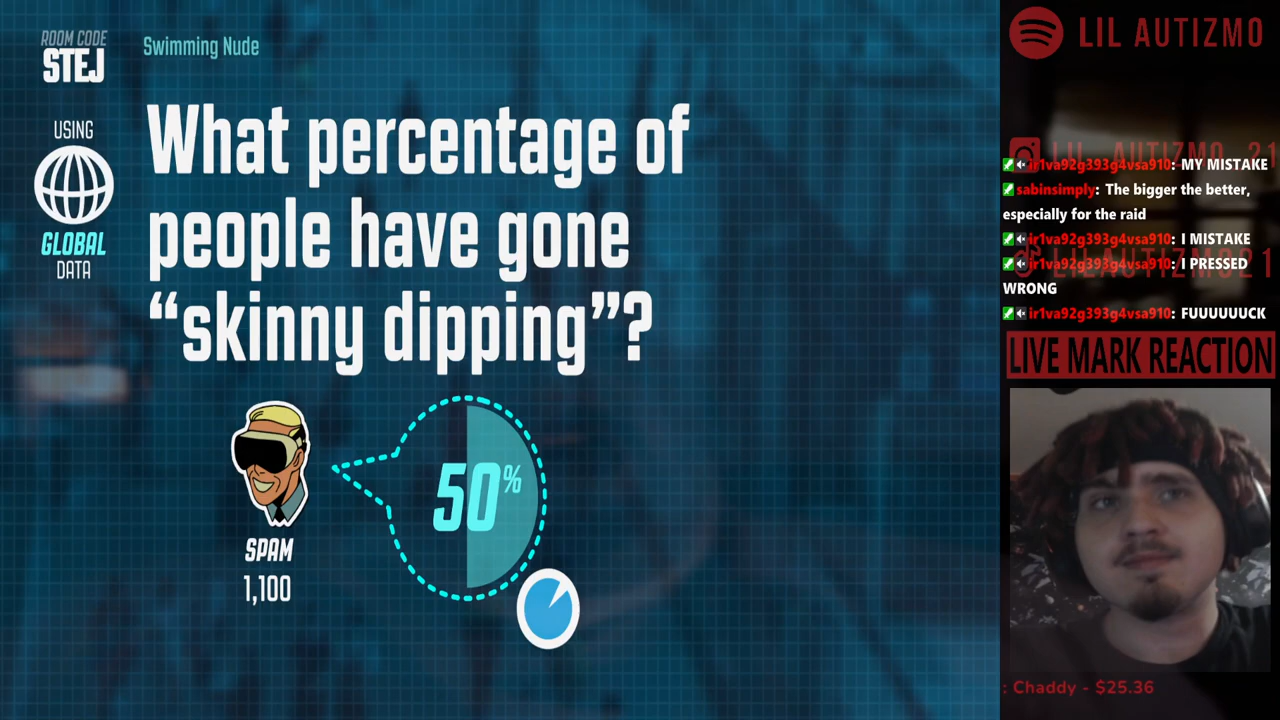 ROOM CODE
STEJ
Swimming Nude
USING
GLOBAL
DATA
What percentage of
people have gone
“skinny dipping”?
50%
SPAM
1,100
LIL AUTIZMO
LIL_AUTIZMO_21
ir1va92g393g4vsa910: MY MISTAKE
sabinsimply: The bigger the better,
especially for the raid
ir1va92g393g4vsa910: I MISTAKE
LILAUTIZMO21
ir1va92g393g4vsa910: I PRESSED
WRONG
ir1va92g393g4vsa910: FUUUUUUCK
LIVE MARK REACTION
: Chaddy - $25.36